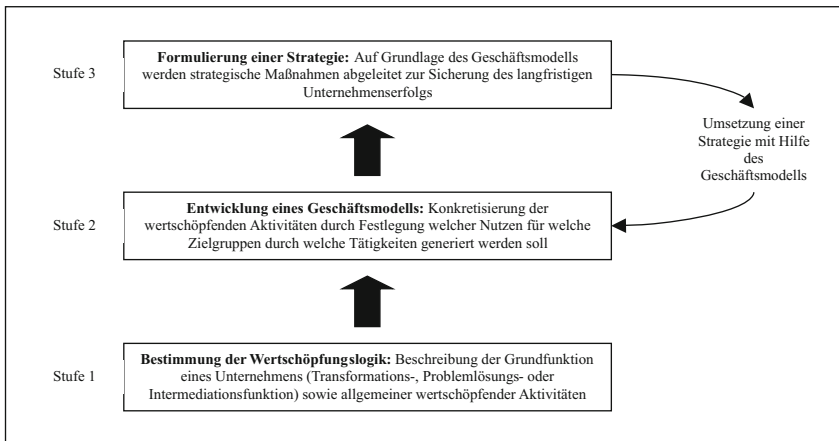 Stufe 3
Formulierung einer Strategie: Auf Grundlage des Geschäftsmodells
werden strategische Maßnahmen abgeleitet zur Sicherung des langfristigen
Unternehmenserfolgs
Umsetzung einer
Strategie mit Hilfe
des
Geschäftsmodells
Stufe 2
Entwicklung eines Geschäftsmodells: Konkretisierung der
wertschöpfenden Aktivitäten durch Festlegung welcher Nutzen für welche
Zielgruppen durch welche Tätigkeiten generiert werden soll
Stufe 1
Bestimmung der Wertschöpfungslogik: Beschreibung der Grundfunktion
eines Unternehmens (Transformations-, Problemlösungs- oder
Intermediationsfunktion) sowie allgemeiner wertschöpfender Aktivitäten